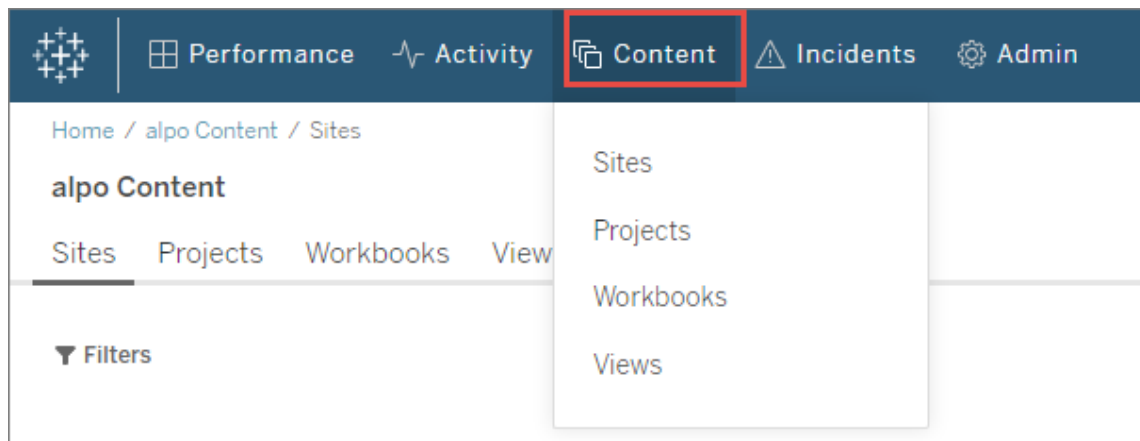 Performance Activity Content Incidents Admin
Home / alpo Content / Sites
alpo Content
Sites Projects Workbooks View
Filters
Sites
Projects
Workbooks
Views